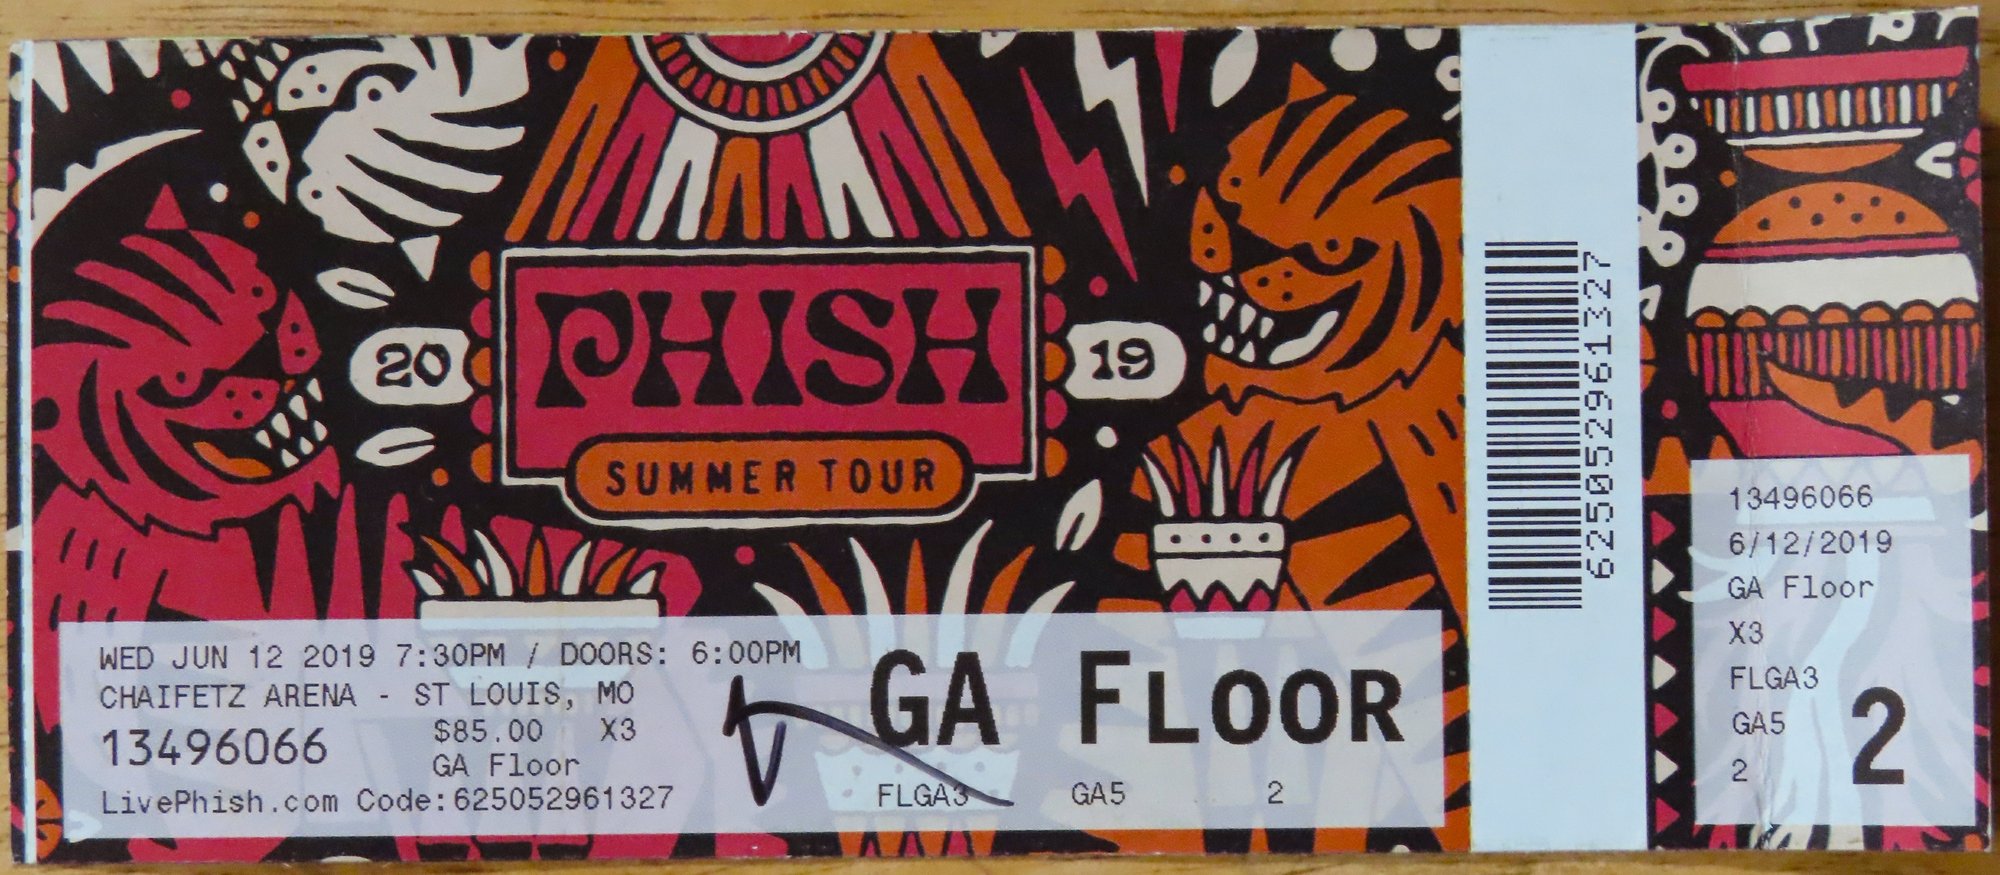 20 PHISH 19
SUMMER TOUR
WED JUN 12 2019 7:30PM / DOORS: 6:00PM
CHAIFETZ ARENA - ST LOUIS, MO
13496066
$85.00 X3
GA Floor
LivePhish.com Code:625052961327
GA FLOOR
FLGA3 GA5 2
625052961327
13496066
6/12/2019
GA Floor
X3
FLGA3
GA5
2
2